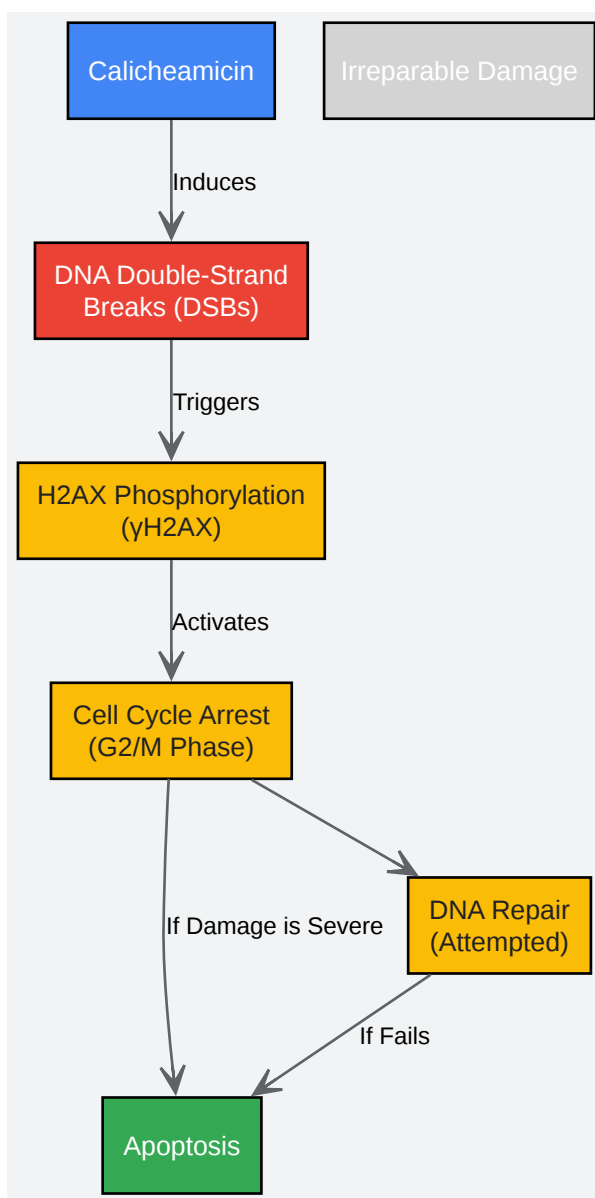 Calicheamicin
Irreparable Damage
Induces
DNA Double-Strand
Breaks (DSBs)
Triggers
H2AX Phosphorylation
(γH2AX)
Activates
Cell Cycle Arrest
(G2/M Phase)
If Damage is Severe
DNA Repair
(Attempted)
If Fails
Apoptosis